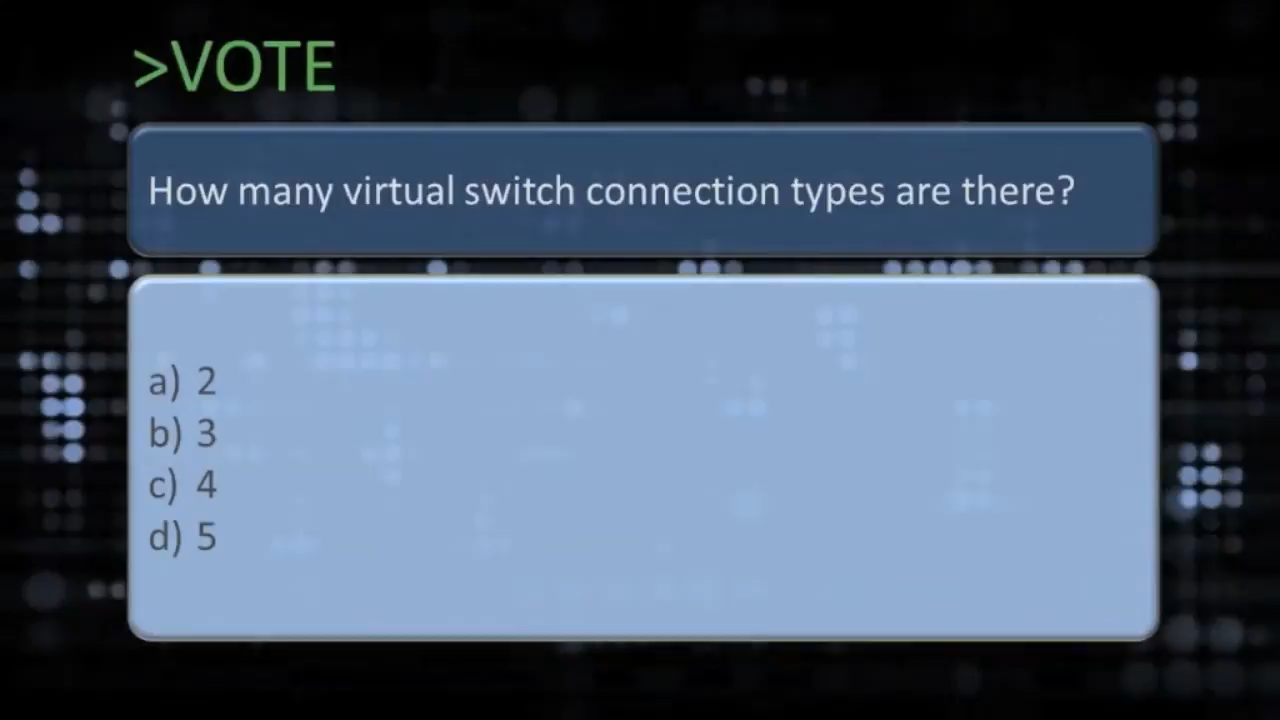 >VOTE
How many virtual switch connection types are there?
a) 2
b) 3
c) 4
d) 5